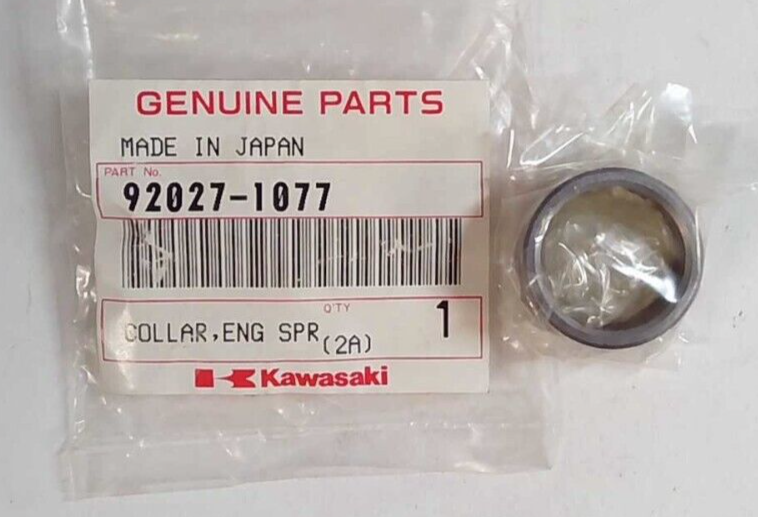 GENUINE PARTS
MADE IN JAPAN
PART No.
92027-1077
Q'TY
COLLAR,ENG SPR(2A) 1
Kawasaki